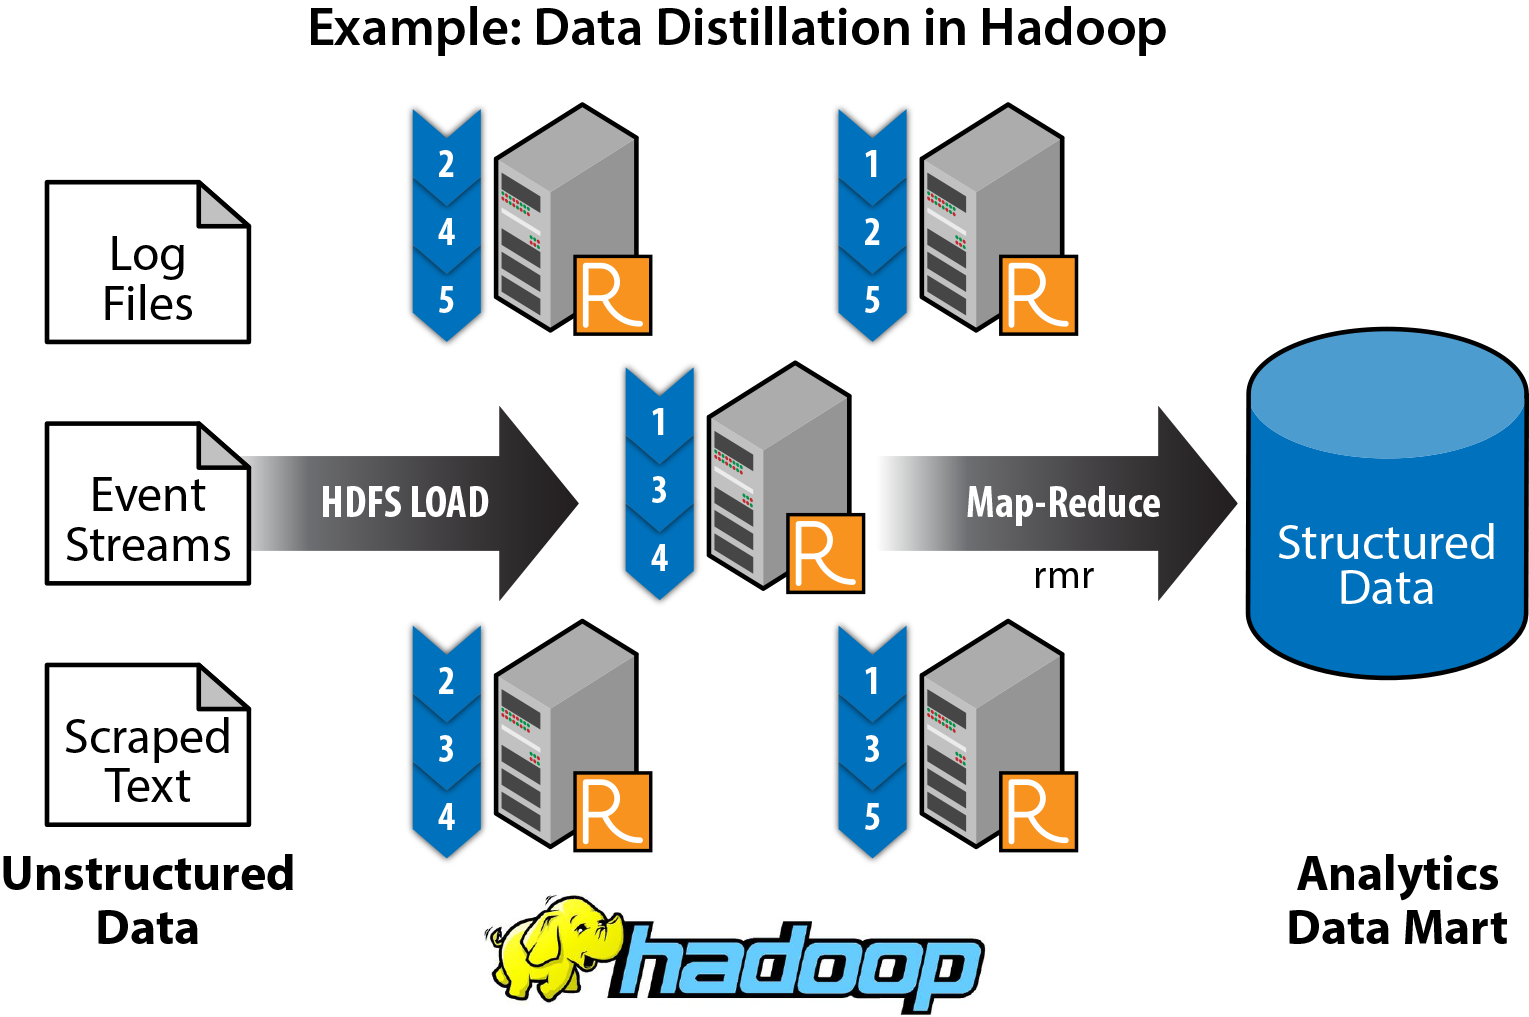 Example: Data Distillation in Hadoop
Log
Files
Event
Streams
Scraped
Text
Unstructured
Data
HDFS LOAD
2
4
5
R
1
2
5
R
1
3
4
R
2
3
4
R
1
3
5
R
Map-Reduce
rmr
Structured
Data
Analytics
Data Mart
hadoop